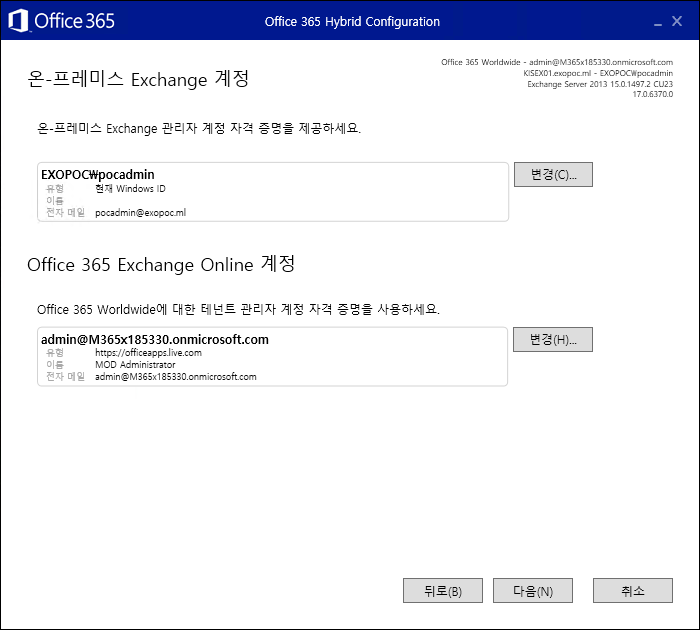 Office 365
Office 365 Hybrid Configuration
온-프레미스 Exchange 계정
Office 365 Worldwide - admin@M365x185330.onmicrosoft.com
KISEX01.exopoc.ml - EXOPOC₩pocadmin
Exchange Server 2013 15.0.1497.2 CU23
17.0.6370.0
온-프레미스 Exchange 관리자 계정 자격 증명을 제공하세요.
EXOPOC₩pocadmin
유형 현재 Windows ID
이름
전자 메일 pocadmin@exopoc.ml
변경(C)...
Office 365 Exchange Online 계정
Office 365 Worldwide에 대한 테넌트 관리자 계정 자격 증명을 사용하세요.
admin@M365x185330.onmicrosoft.com
유형 https://officeapps.live.com
이름 MOD Administrator
전자 메일 admin@M365x185330.onmicrosoft.com
변경(H)...
뒤로(B) 다음(N) 취소